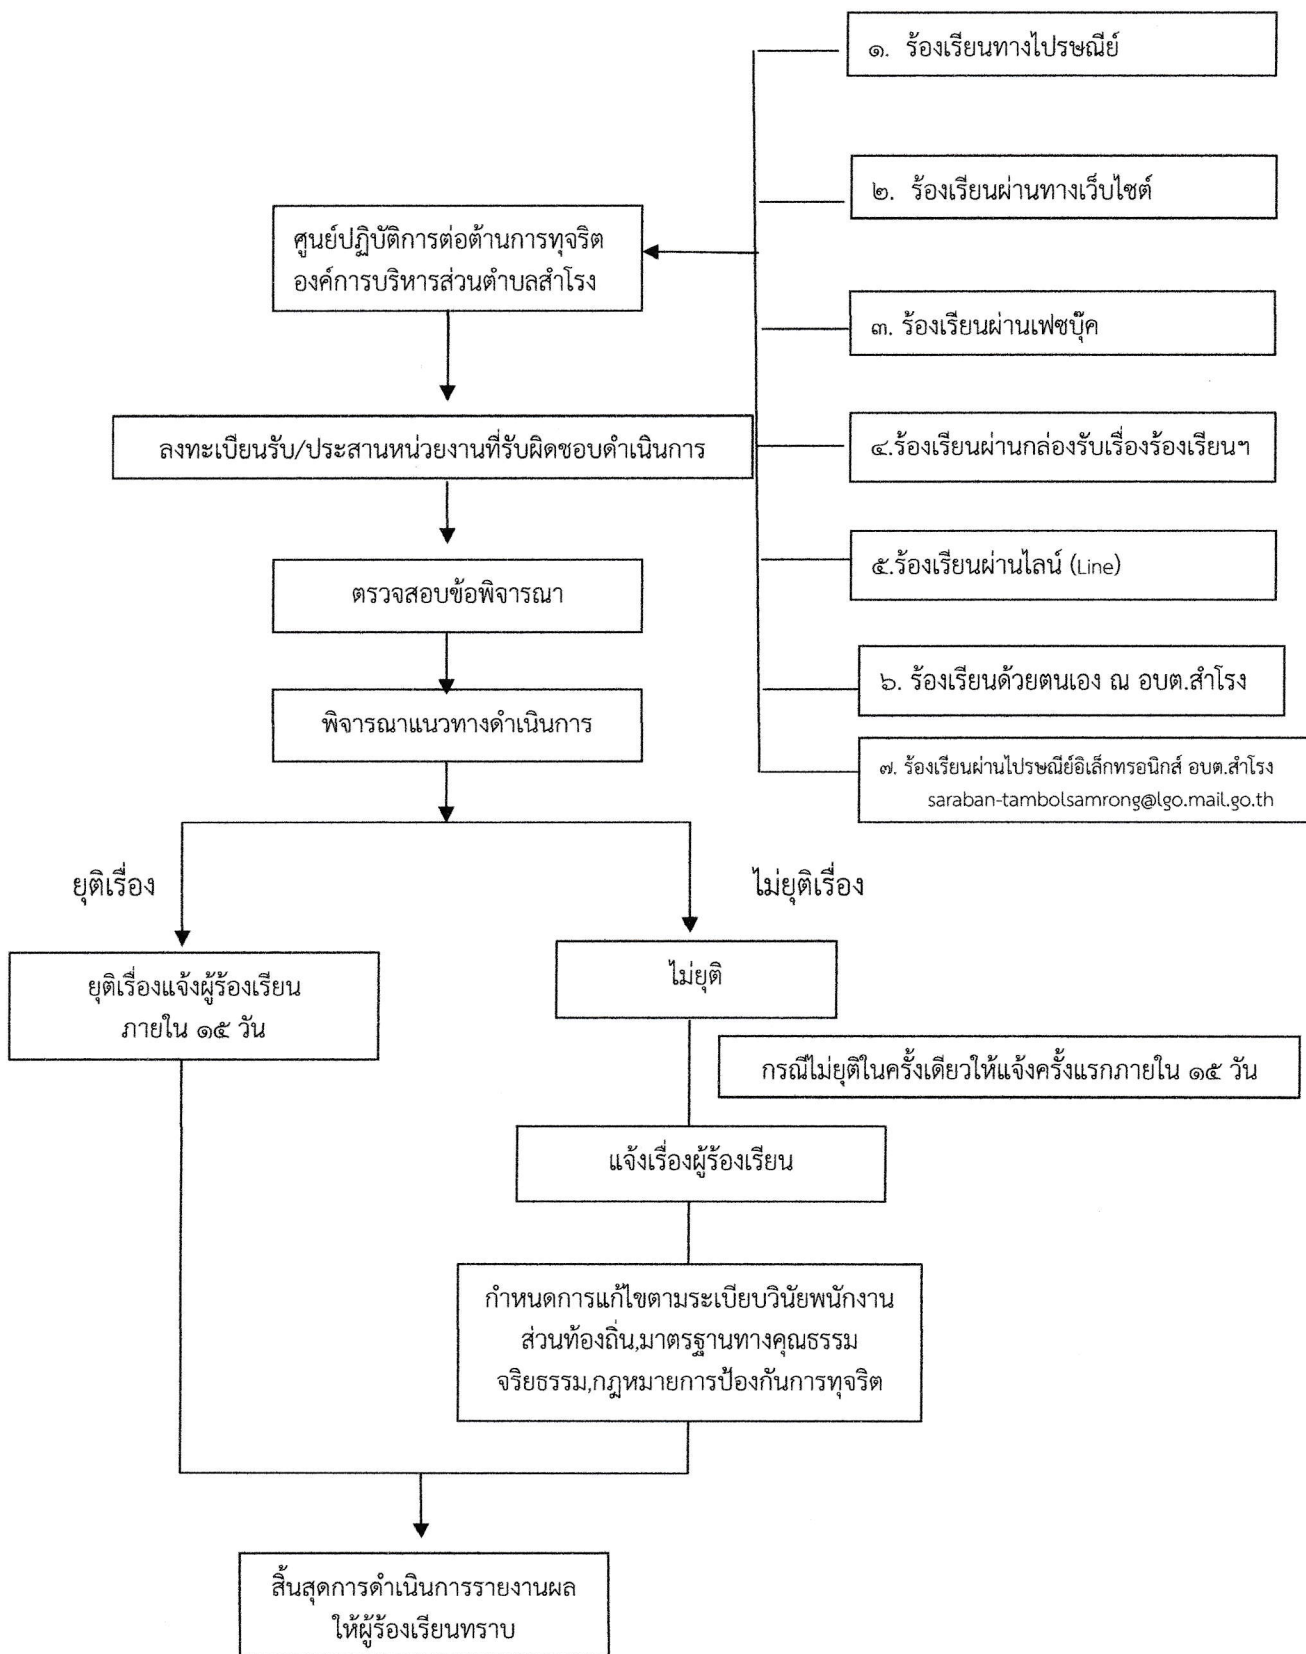 ๑. ร้องเรียนทางไปรษณีย์
๒. ร้องเรียนผ่านทางเว็บไซต์
ศูนย์ปฏิบัติการต่อต้านการทุจริต
องค์การบริหารส่วนตำบลสำโรง
๓. ร้องเรียนผ่านเฟซบุ๊ค
ลงทะเบียนรับ/ประสานหน่วยงานที่รับผิดชอบดำเนินการ
๔.ร้องเรียนผ่านกล่องรับเรื่องร้องเรียนฯ
๕.ร้องเรียนผ่านไลน์ (Line)
ตรวจสอบข้อพิจารณา
๖. ร้องเรียนด้วยตนเอง ณ อบต.สำโรง
พิจารณาแนวทางดำเนินการ
๗. ร้องเรียนผ่านไปรษณีย์อิเล็กทรอนิกส์ อบต.สำโรง
saraban-tambolsamrong@lgo.mail.go.th
ยุติเรื่อง
ไม่ยุติเรื่อง
ยุติเรื่องแจ้งผู้ร้องเรียน
ภายใน ๑๕ วัน
ไม่ยุติ
กรณีไม่ยุติในครั้งเดียวให้แจ้งครั้งแรกภายใน ๑๕ วัน
แจ้งเรื่องผู้ร้องเรียน
กำหนดการแก้ไขตามระเบียบวินัยพนักงาน
ส่วนท้องถิ่น,มาตรฐานทางคุณธรรม
จริยธรรม,กฎหมายการป้องกันการทุจริต
สิ้นสุดการดำเนินการรายงานผล
ให้ผู้ร้องเรียนทราบ